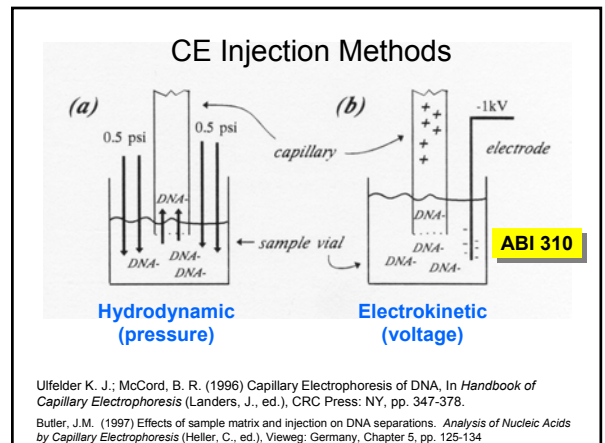 CE Injection Methods
(a)
0.5 psi
0.5 psi
capillary
DNA-
DNA-
DNA-
DNA-
sample vial
(b)
-1kV
+ +
+ +
+ +
+
+
electrode
DNA-
DNA-
DNA-
ABI 310
Hydrodynamic
(pressure)
Electrokinetic
(voltage)
Ulfelder K. J.; McCord, B. R. (1996) Capillary Electrophoresis of DNA, In Handbook of
Capillary Electrophoresis (Landers, J., ed.), CRC Press: NY, pp. 347-378.
Butler, J.M. (1997) Effects of sample matrix and injection on DNA separations. Analysis of Nucleic Acids
by Capillary Electrophoresis (Heller, C., ed.), Vieweg: Germany, Chapter 5, pp. 125-134